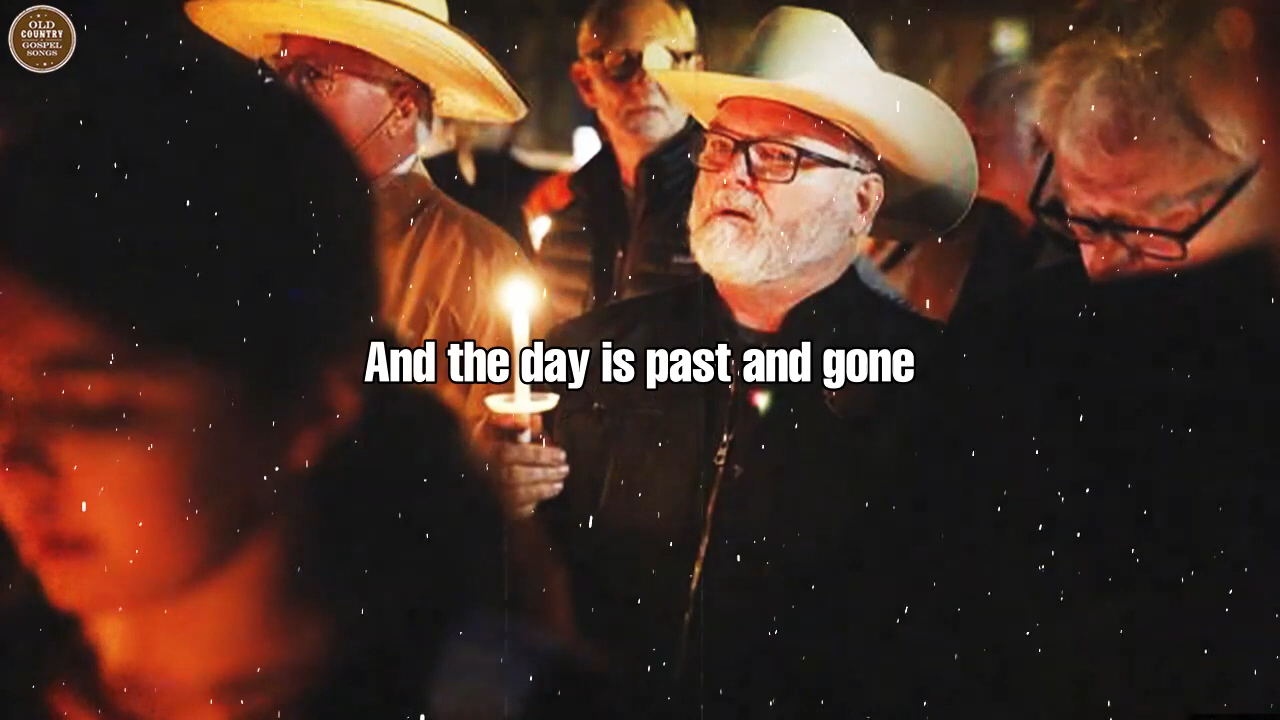 OLD
COUNTRY
GOSPEL
SONGS
And the day is past and gone